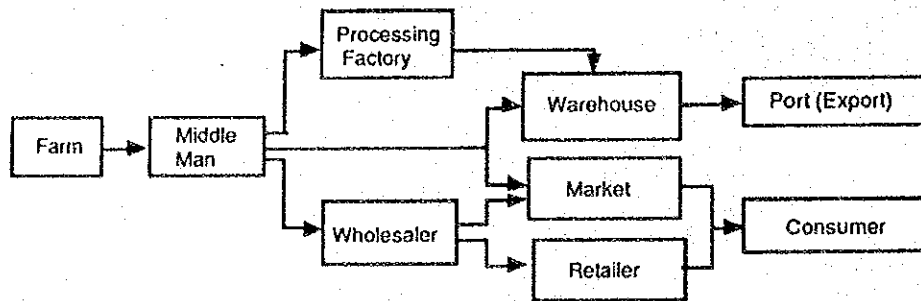 Processing
Factory
Warehouse
Port (Export)
Farm
Middle
Man
Market
Wholesaler
Consumer
Retailer